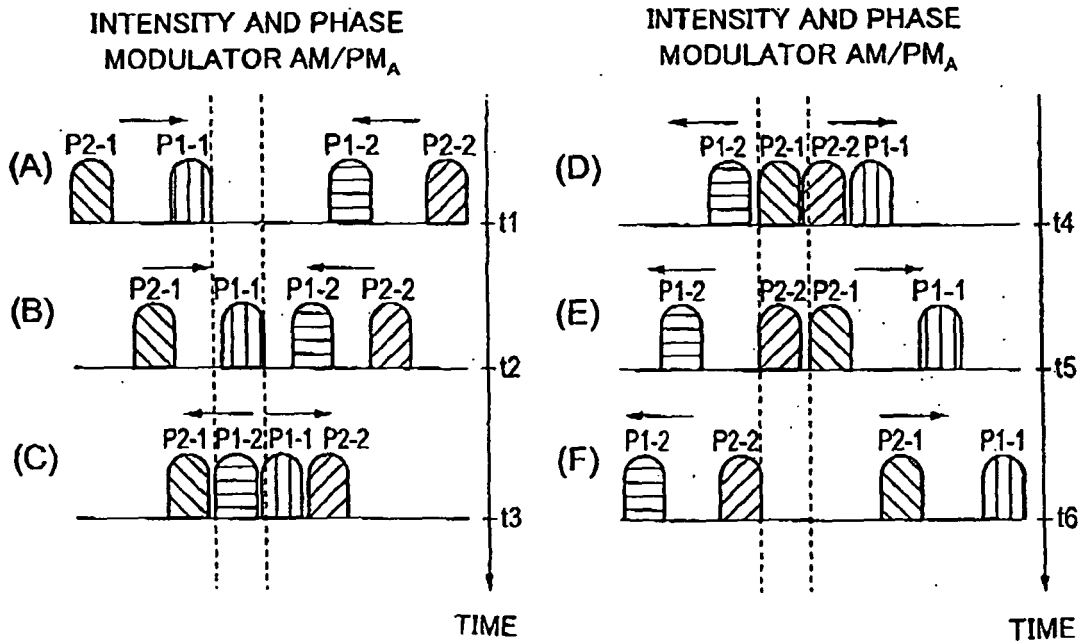 INTENSITY AND PHASE
MODULATOR AM/PM_A
(A)
P2-1 P1-1 P1-2 P2-2
t1
(B)
P2-1 P1-1 P1-2 P2-2
t2
(C)
P2-1 P1-2 P1-1 P2-2
t3
TIME
INTENSITY AND PHASE
MODULATOR AM/PM_A
(D)
P1-2 P2-1 P2-2 P1-1
t4
(E)
P1-2 P2-2 P2-1 P1-1
t5
(F)
P1-2 P2-2 P2-1 P1-1
t6
TIME